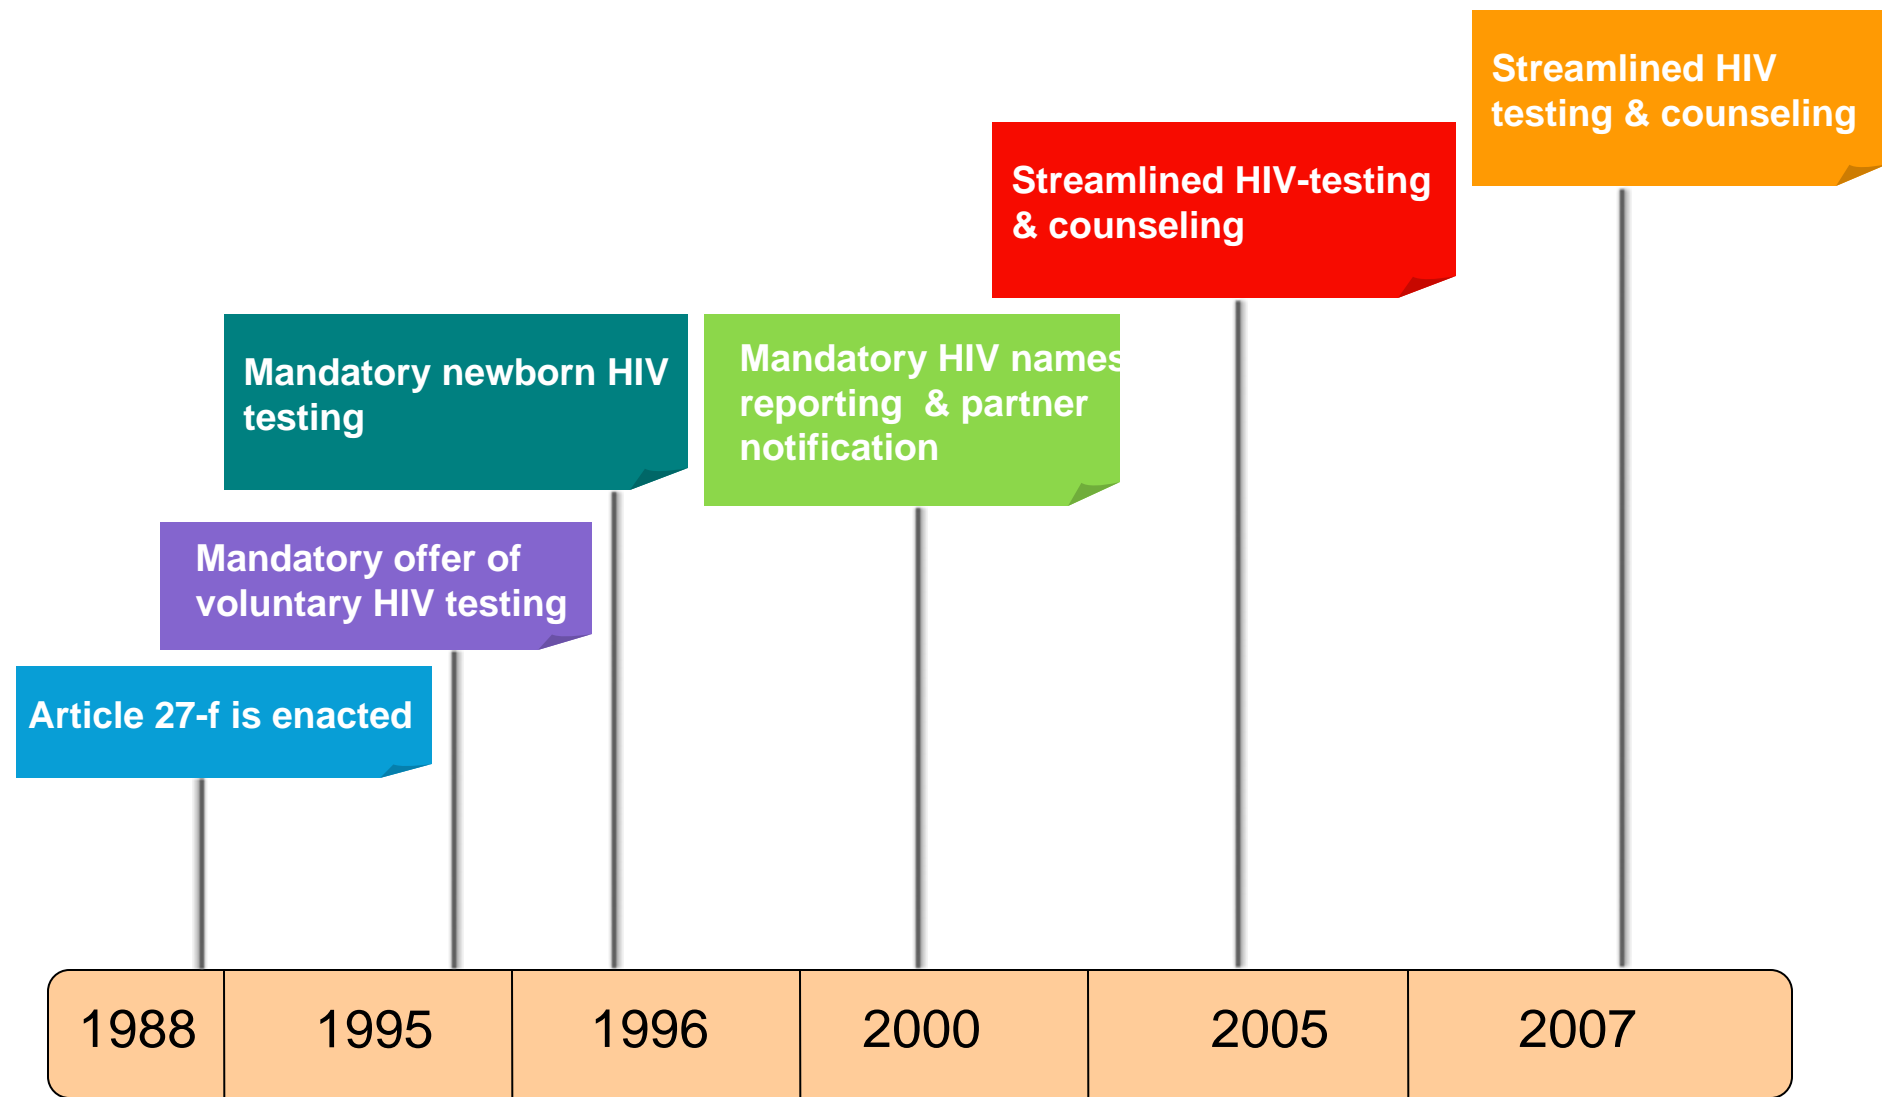 Streamlined HIV
testing & counseling
Streamlined HIV-testing
& counseling
Mandatory newborn HIV
testing
Mandatory HIV names
reporting & partner
notification
Mandatory offer of
voluntary HIV testing
Article 27-f is enacted
1988 1995 1996 2000 2005 2007